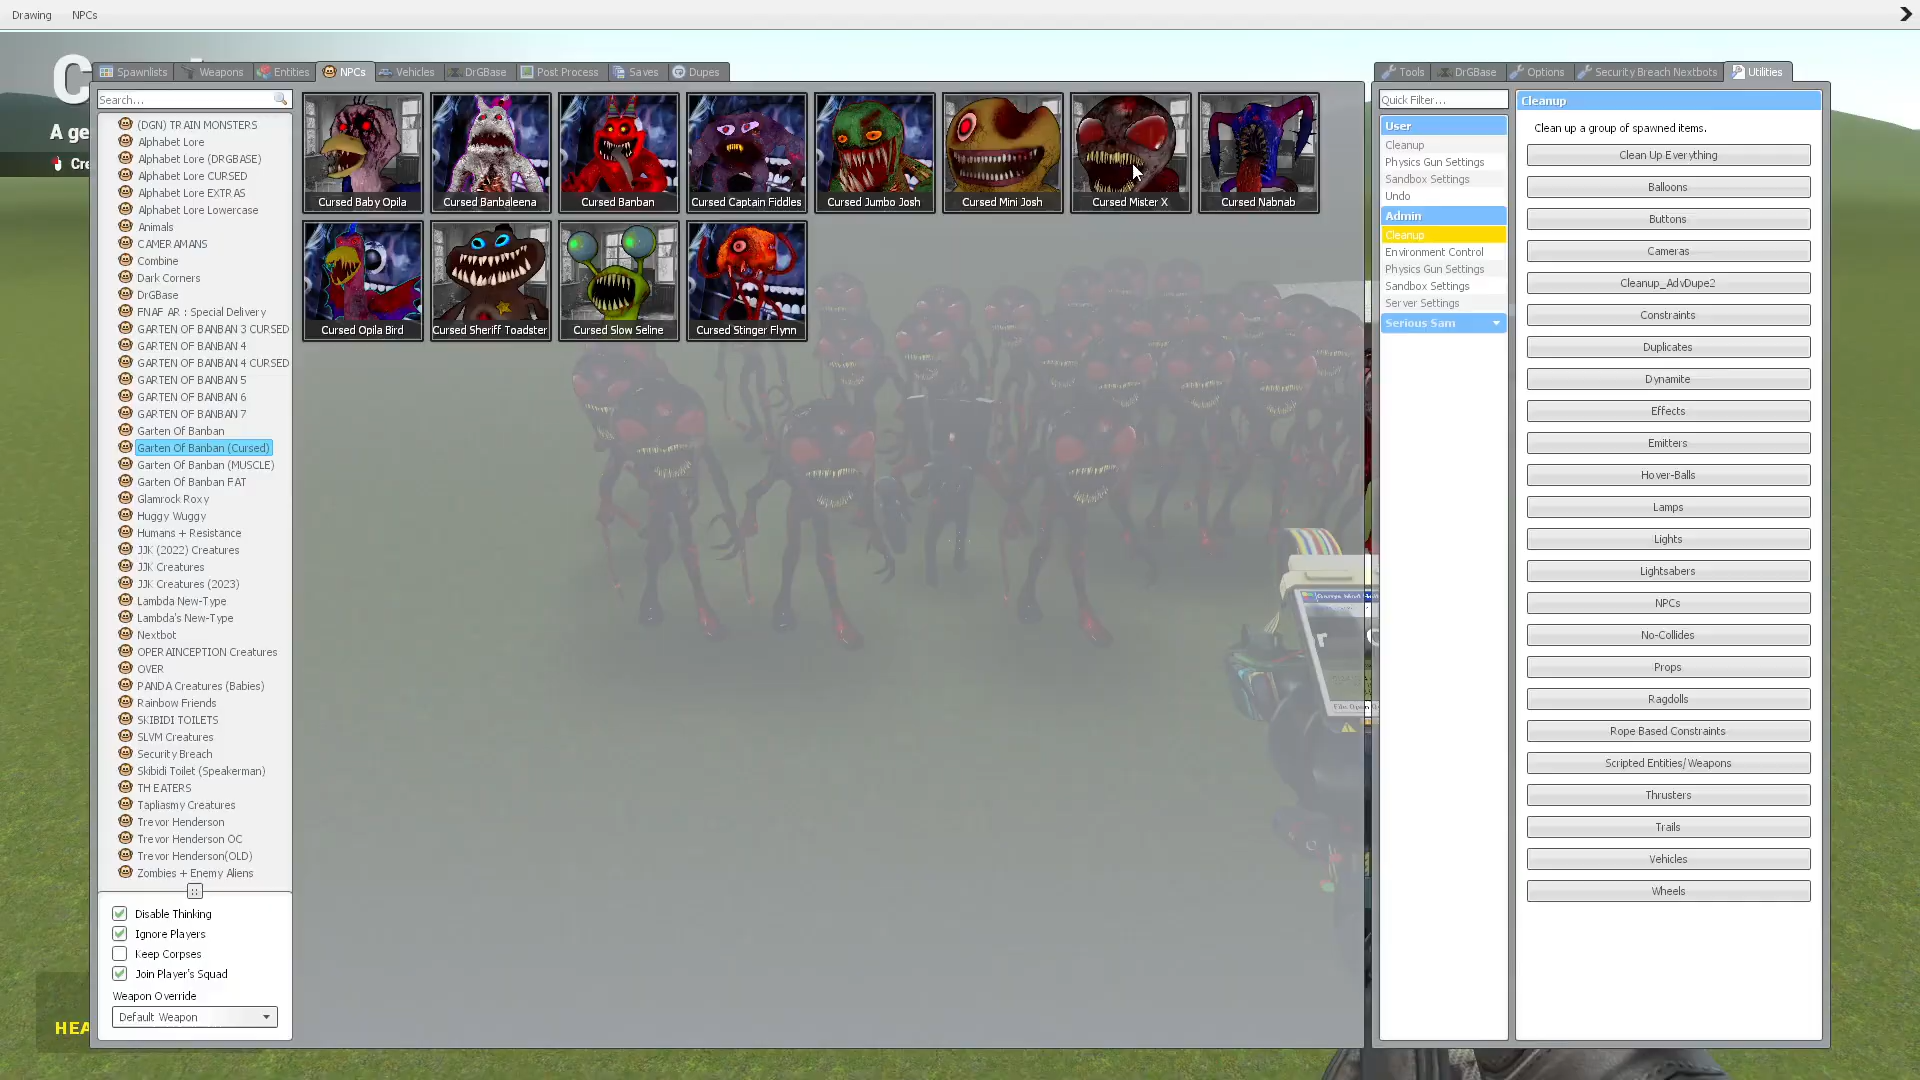 Drawing NPCs
C
A ge
Cre
Spawnlists Weapons Entities NPCs Vehicles DrGBase Post Process Saves Dupes
Search...
(DGN) TRAIN MONSTERS
Alphabet Lore
Alphabet Lore (DRGBASE)
Alphabet Lore CURSED
Alphabet Lore EXTRAS
Alphabet Lore Lowercase
Animals
CAMERAMANS
Combine
Dark Corners
DrGBase
FNAF AR : Special Delivery
GARTEN OF BANBAN 3 CURSED
GARTEN OF BANBAN 4
GARTEN OF BANBAN 4 CURSED
GARTEN OF BANBAN 5
GARTEN OF BANBAN 6
GARTEN OF BANBAN 7
Garten Of Banban
Garten Of Banban (Cursed)
Garten Of Banban (MUSCLE)
Garten Of Banban FAT
Glamrock Roxy
Huggy Wuggy
Humans + Resistance
JJK (2022) Creatures
JJK Creatures
JJK Creatures (2023)
Lambda New-Type
Lambda's New-Type
Nextbot
OPERAINCEPTION Creatures
OVER
PANDA Creatures (Babies)
Rainbow Friends
SKIBIDI TOILETS
SLVM Creatures
Security Breach
Skibidi Toilet (Speakerman)
TH EATERS
Tapliasmy Creatures
Trevor Henderson
Trevor Henderson OC
Trevor Henderson(OLD)
Zombies + Enemy Aliens
Disable Thinking
Ignore Players
Keep Corpses
Join Player's Squad
Weapon Override
Default Weapon
HEA
Cursed Baby Opila Cursed Banbaleena Cursed Banban Cursed Captain Fiddles Cursed Jumbo Josh Cursed Mini Josh Cursed Mister X Cursed Nabnab
Cursed Opila Bird Cursed Sheriff Toadster Cursed Slow Seline Cursed Stinger Flynn
Tools DrGBase Options Security Breach Nextbots Utilities
Quick Filter...
User
Cleanup
Physics Gun Settings
Sandbox Settings
Undo
Admin
Cleanup
Environment Control
Physics Gun Settings
Sandbox Settings
Server Settings
Serious Sam
Cleanup
Clean up a group of spawned items.
Clean Up Everything
Balloons
Buttons
Cameras
Cleanup_AdvDupe2
Constraints
Duplicates
Dynamite
Effects
Emitters
Hover-Balls
Lamps
Lights
Lightsabers
NPCs
No-Collides
Props
Ragdolls
Rope Based Constraints
Scripted Entities/Weapons
Thrusters
Trails
Vehicles
Wheels